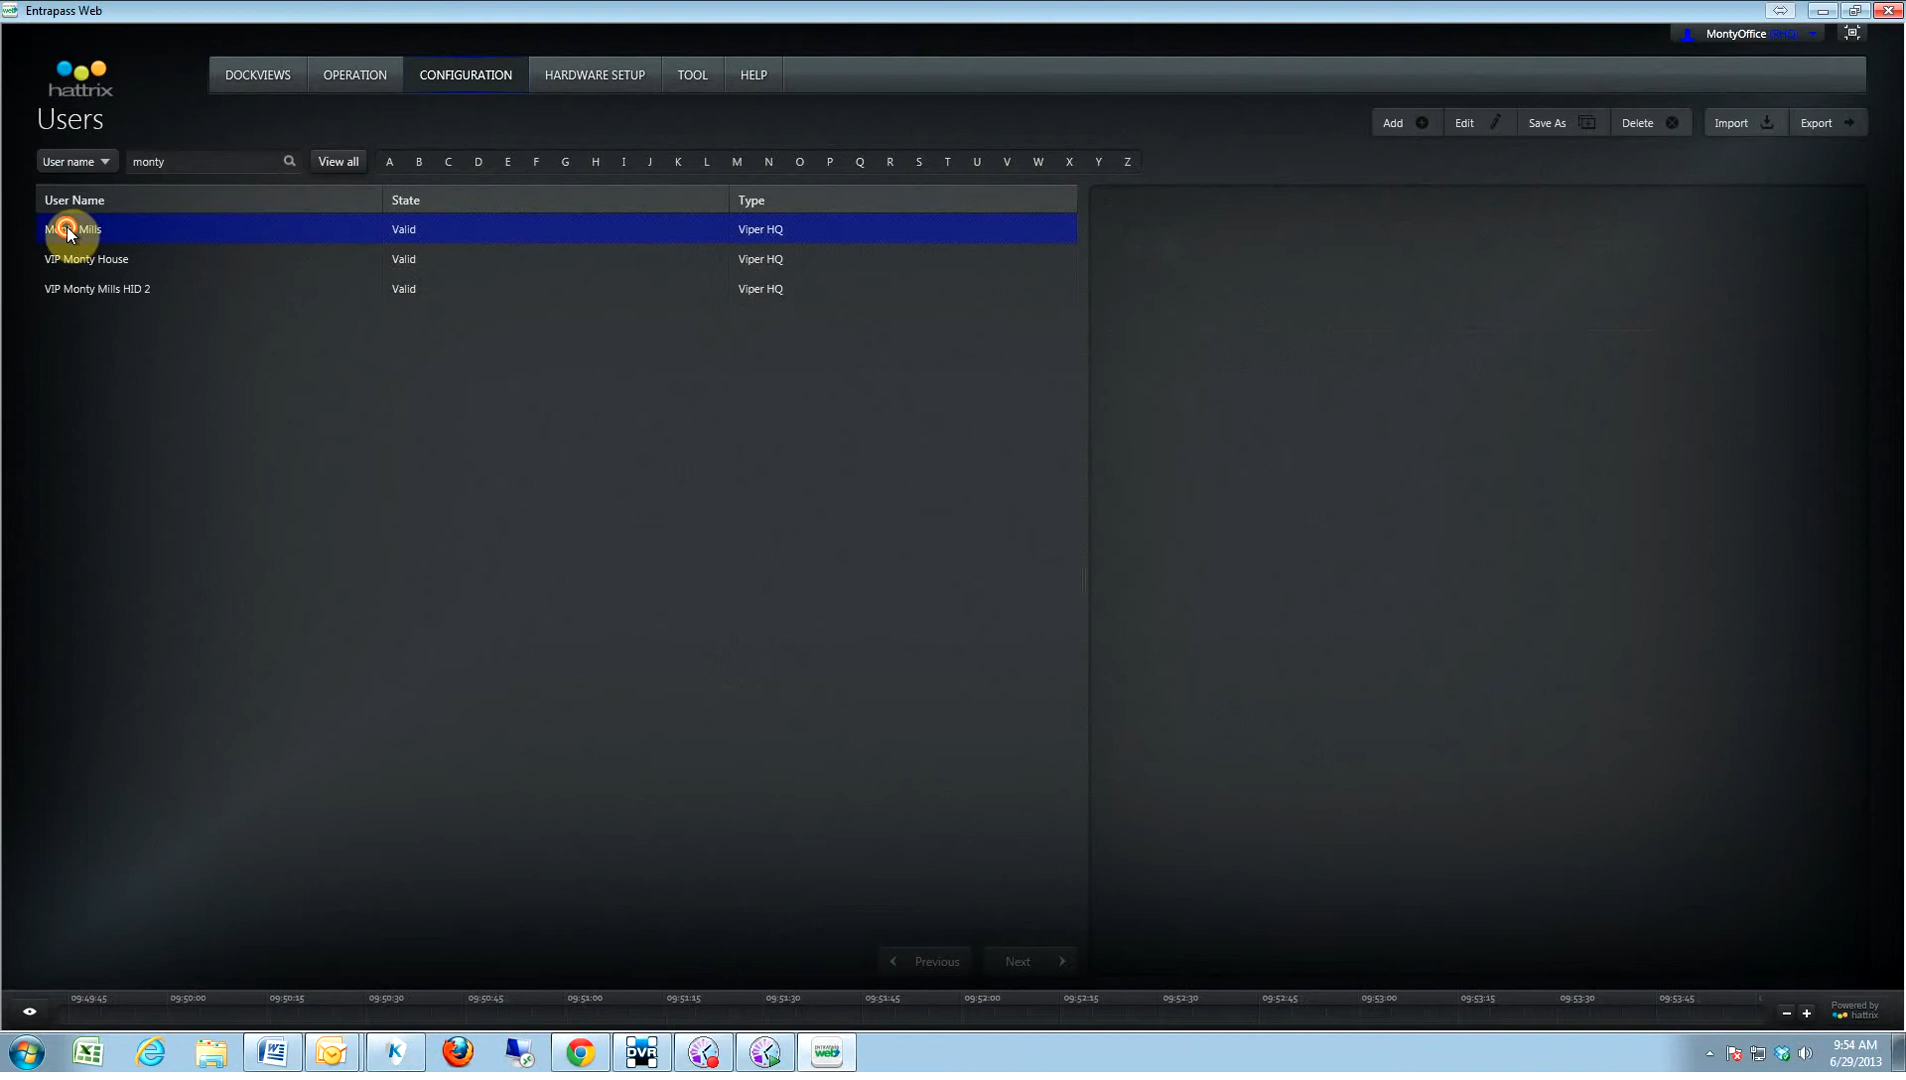 Entrapass Web
MontyOffice (RHQ)
hattrix
DOCKVIEWS OPERATION CONFIGURATION HARDWARE SETUP TOOL HELP
Users
Add Edit Save As Delete Import Export
User name monty View all A B C D E F G H I J K L M N O P Q R S T U V W X Y Z
User Name State Type
Mills Valid Viper HQ
VIP Monty House Valid Viper HQ
VIP Monty Mills HID 2 Valid Viper HQ
Previous Next
09:49:45 09:50:00 09:50:15 09:50:30 09:50:45 09:51:00 09:51:15 09:51:30 09:51:45 09:52:00 09:52:15 09:52:30 09:52:45 09:53:00 09:53:15 09:53:30 09:53:45
Powered by
hattrix
DVR
web
9:54 AM
6/29/2013